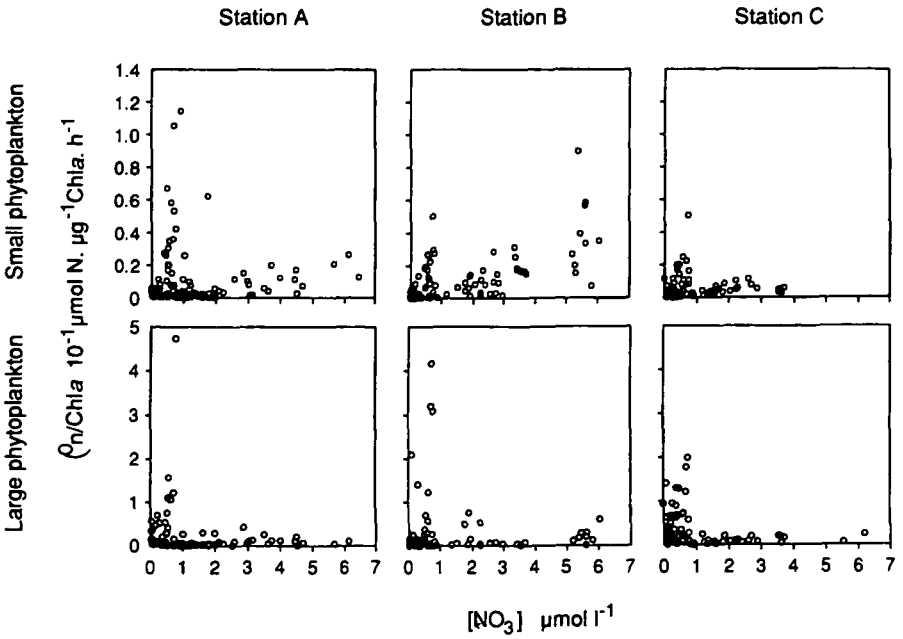 Station A Station B Station C
Small phytoplankton
Large phytoplankton
ρn/Chla 10-1 µmol N. µg-1Chla. h-1
1.4
1.2
1.0
0.8
0.6
0.4
0.2
0
5
4
3
2
1
0
0 1 2 3 4 5 6 7 0 1 2 3 4 5 6 7 0 1 2 3 4 5 6 7
[NO3] µmol l-1